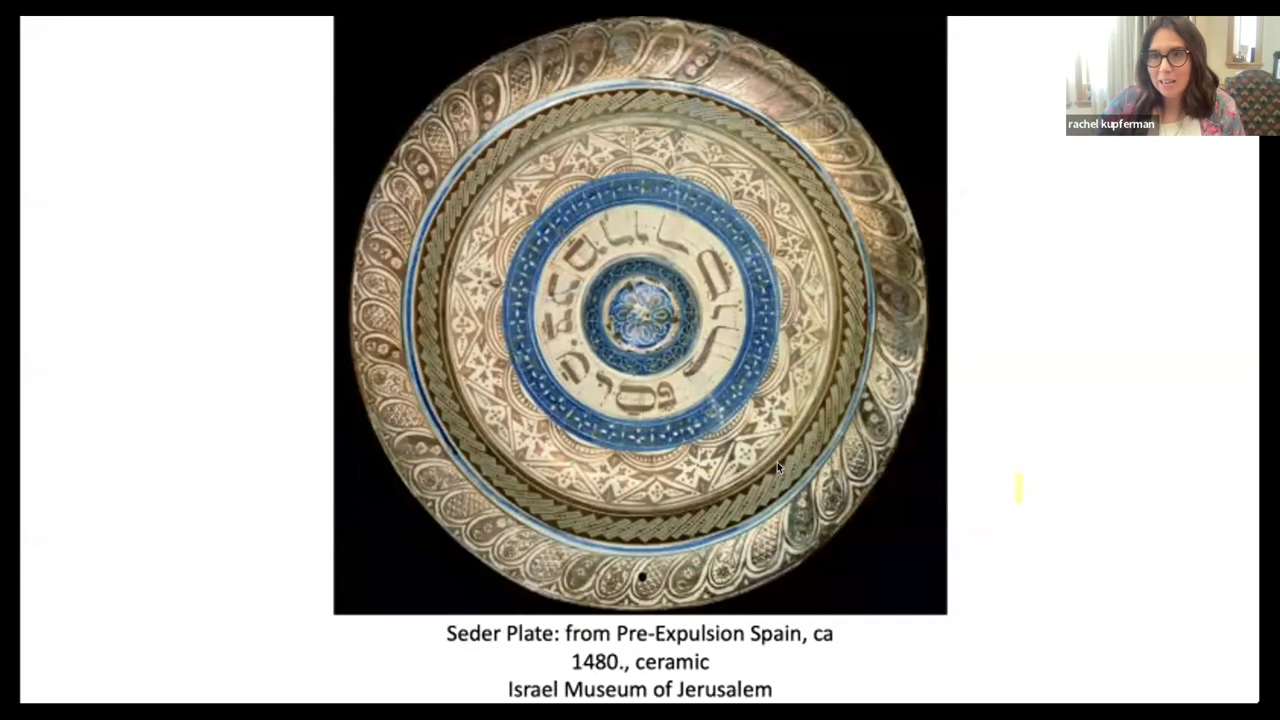 rachel kupferman
Seder Plate: from Pre-Expulsion Spain, ca
1480., ceramic
Israel Museum of Jerusalem